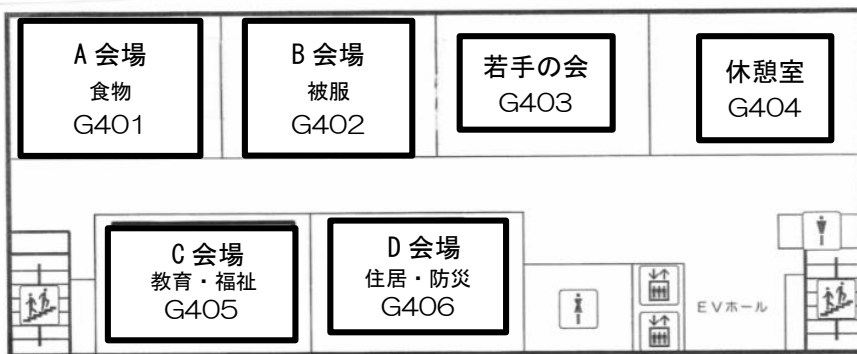 A 会場
食物
G401
B 会場
被服
G402
若手の会
G403
休憩室
G404
C 会場
教育・福祉
G405
D 会場
住居・防災
G406
EVホール